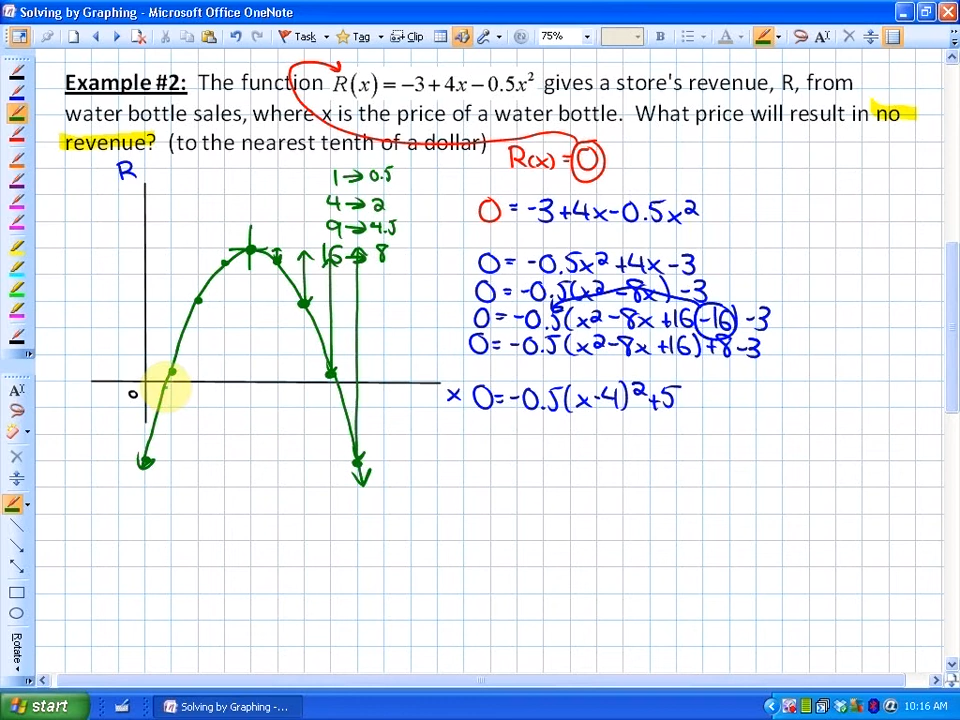 Solving by Graphing - Microsoft Office OneNote
Task Tag Clip 75% B A
Example #2: The function R(x) = −3 + 4x − 0.5x² gives a store's revenue, R, from
water bottle sales, where x is the price of a water bottle. What price will result in no
revenue? (to the nearest tenth of a dollar)
R(x) = 0
R
1 → 0.5
4 → 2
9 → 4.5
16 → 8
0 = -3+4x-0.5x²
0 = -0.5x²+4x-3
0 = -0.5(x²-8x)-3
0 = -0.5(x²-8x+16-16)-3
0 = -0.5(x²-8x+16)+8-3
0
x
0=-0.5(x-4)²+5
Rotate
start
Solving by Graphing -...
10:16 AM